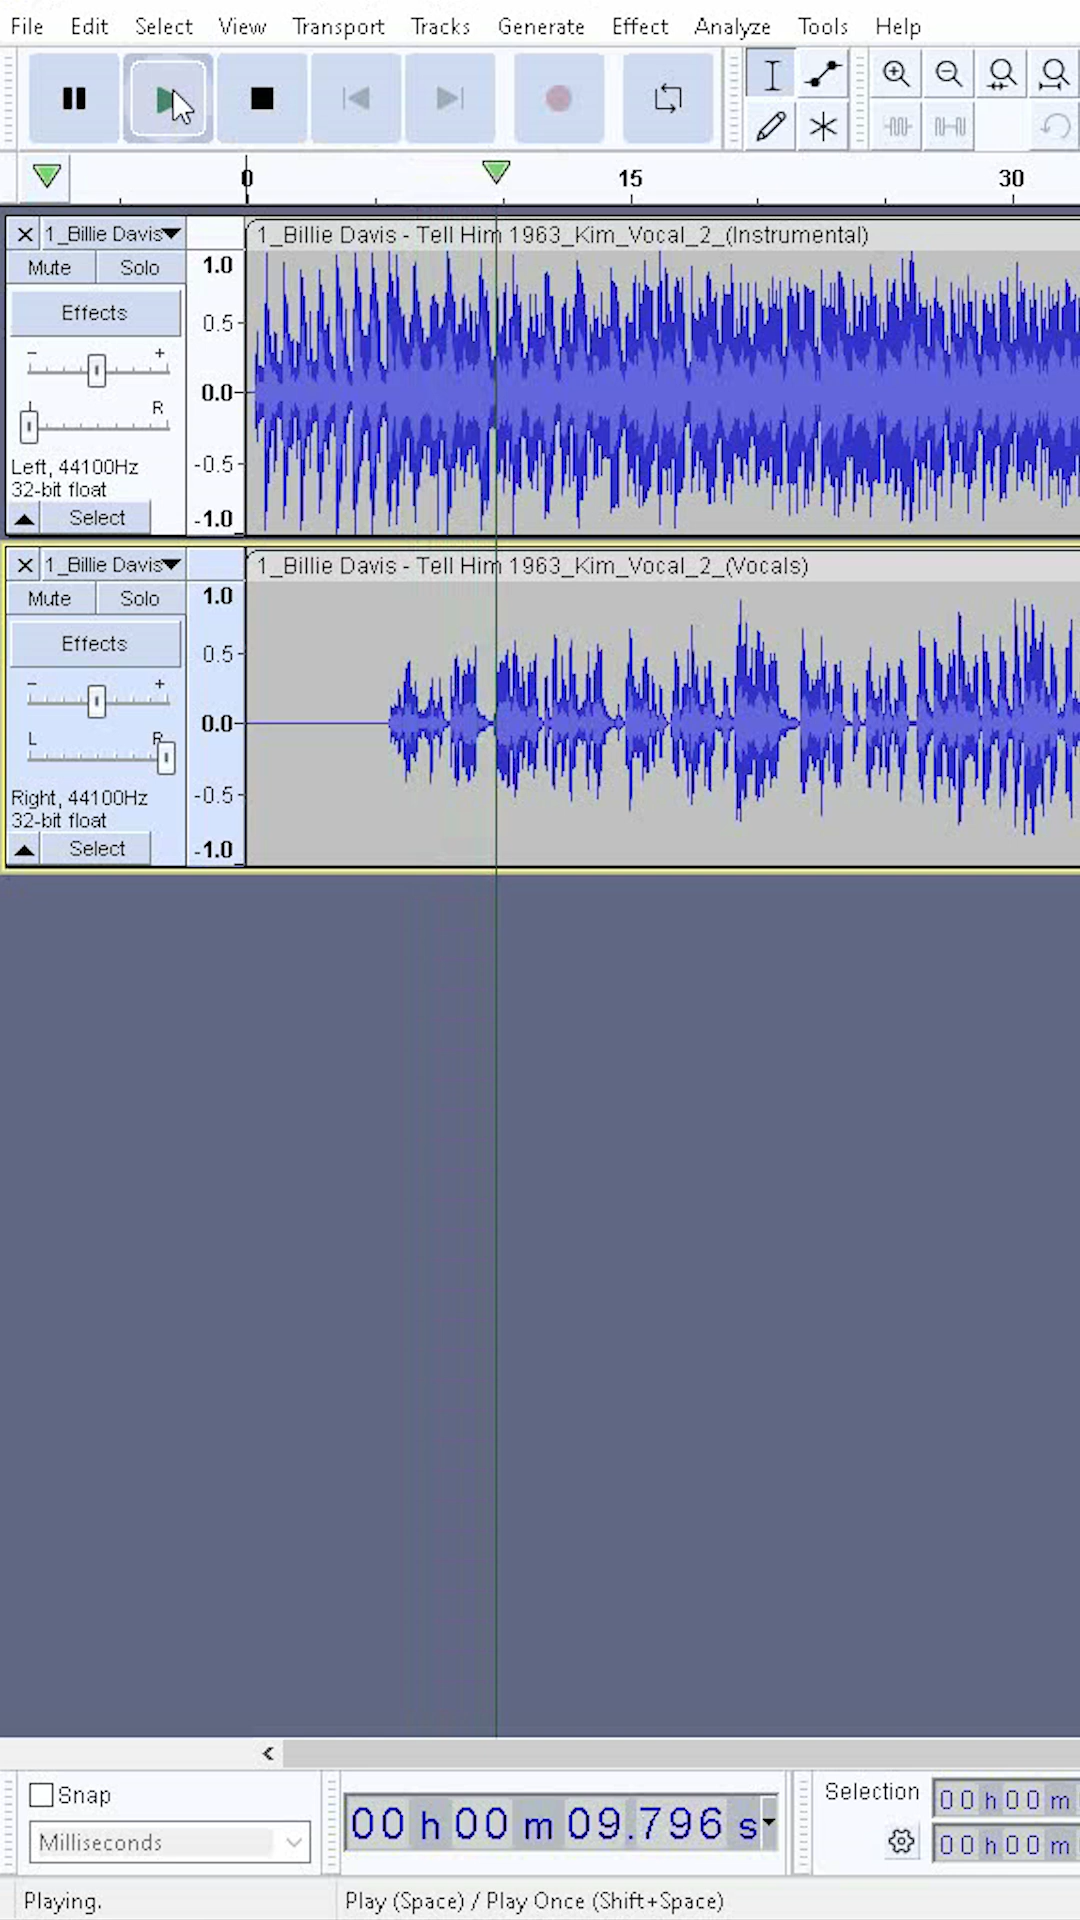 File Edit Select View Transport Tracks Generate Effect Analyze Tools Help
0 15 30
1_Billie Davis
1_Billie Davis - Tell Him 1963_Kim_Vocal_2_(Instrumental)
Mute Solo
Effects
- +
L R
Left, 44100Hz
32-bit float
Select
1.0
0.5
0.0
-0.5
-1.0
1_Billie Davis
1_Billie Davis - Tell Him 1963_Kim_Vocal_2_(Vocals)
Mute Solo
Effects
- +
L R
Right, 44100Hz
32-bit float
Select
1.0
0.5
0.0
-0.5
-1.0
Snap
Milliseconds
00 h 00 m 09.796 s
Selection
00 h 00 m
00 h 00 m
Playing.
Play (Space) / Play Once (Shift+Space)